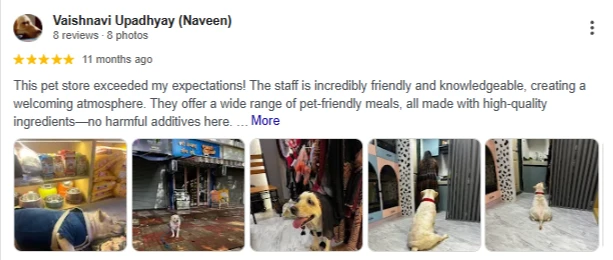 Vaishnavi Upadhyay (Naveen)
8 reviews · 8 photos
11 months ago
This pet store exceeded my expectations! The staff is incredibly friendly and knowledgeable, creating a
welcoming atmosphere. They offer a wide range of pet-friendly meals, all made with high-quality
ingredients—no harmful additives here. ... More